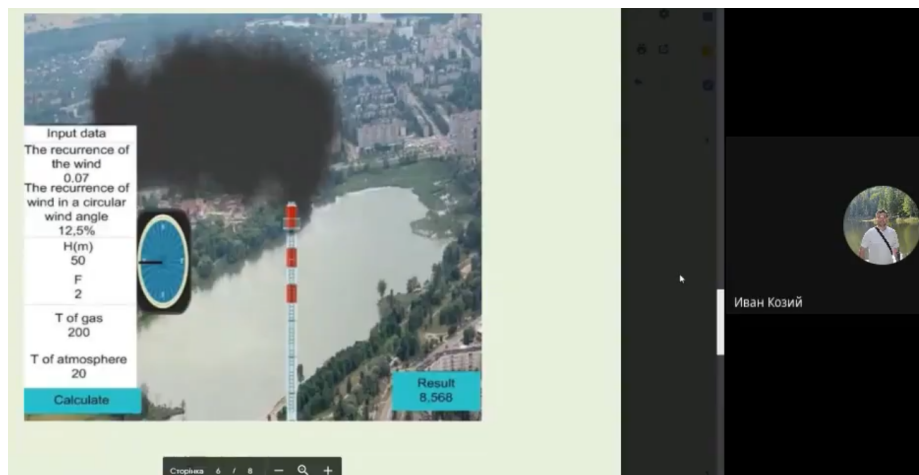 Input data
The recurrence of
the wind
0.07
The recurrence of
wind in a circular
wind angle
12,5%
H(m)
50
F
2
T of gas
200
T of atmosphere
20
Calculate
Result
8,568
Иван Козий
Сторінка 6 / 8